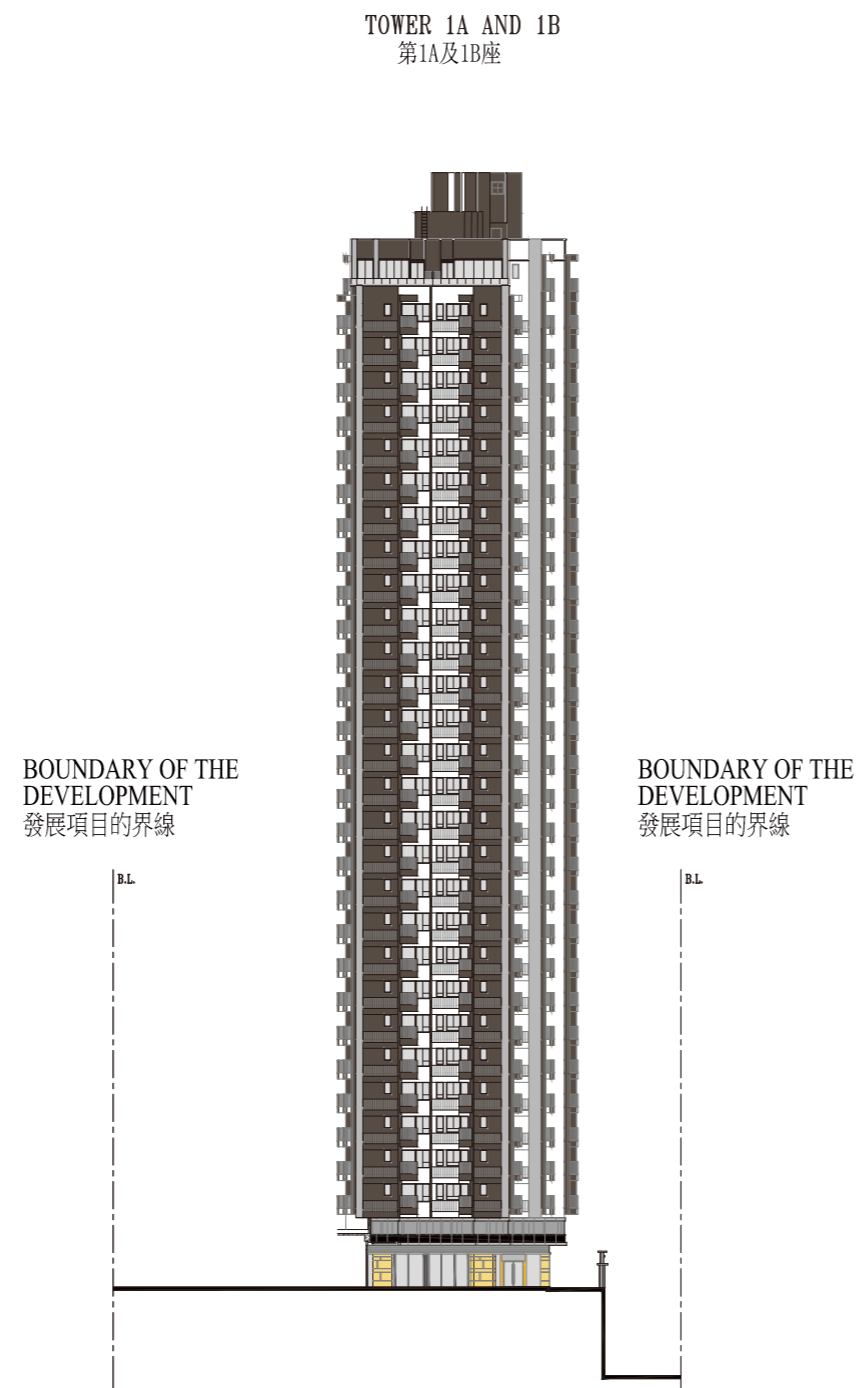 TOWER 1A AND 1B
第1A及1B座
BOUNDARY OF THE
DEVELOPMENT
發展項目的界線
B.L.
BOUNDARY OF THE
DEVELOPMENT
發展項目的界線
B.L.